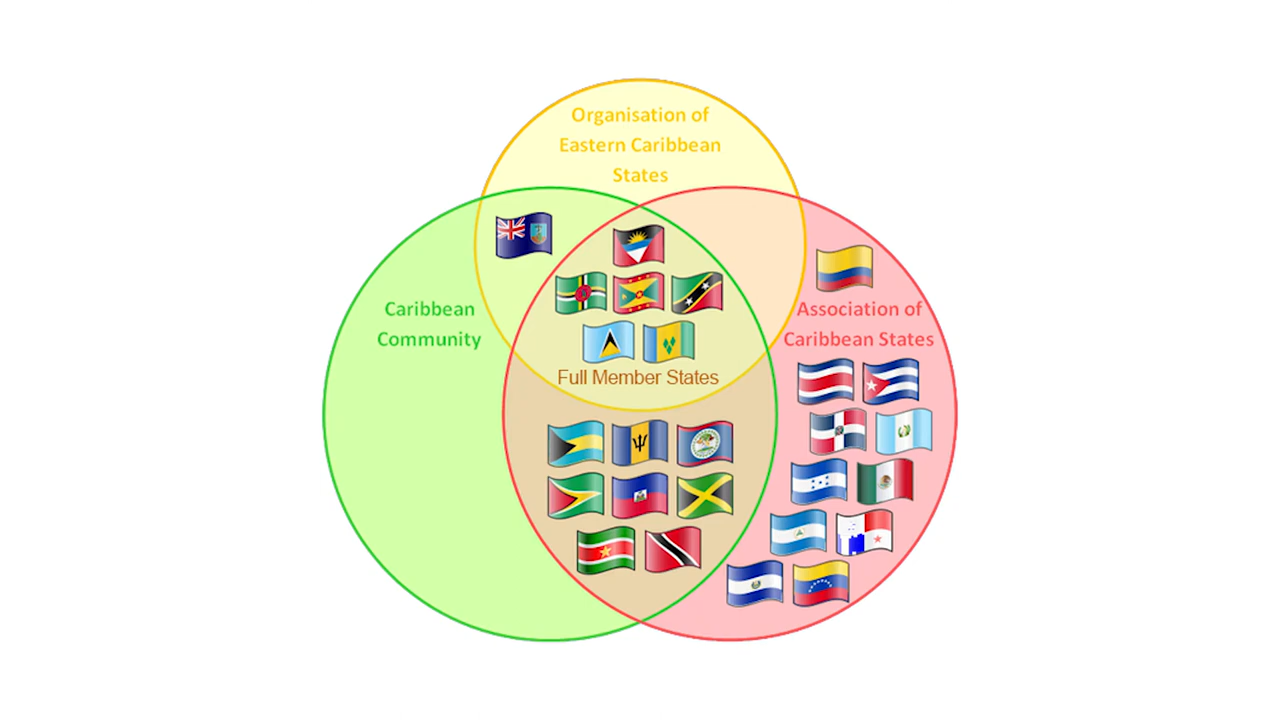 Organisation of
Eastern Caribbean
States
Caribbean
Community
Association of
Caribbean States
Full Member States